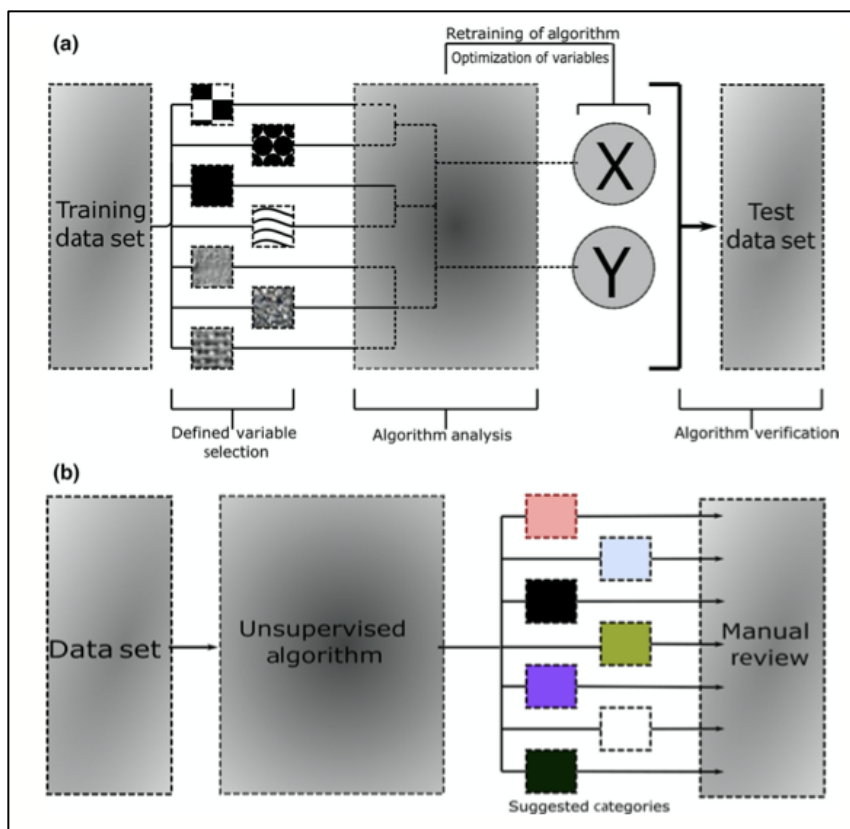 (a)
Retraining of algorithm
Optimization of variables
Training
data set
X
Y
Test
data set
Defined variable
selection
Algorithm analysis
Algorithm verification
(b)
Data set
Unsupervised
algorithm
Manual
review
Suggested categories